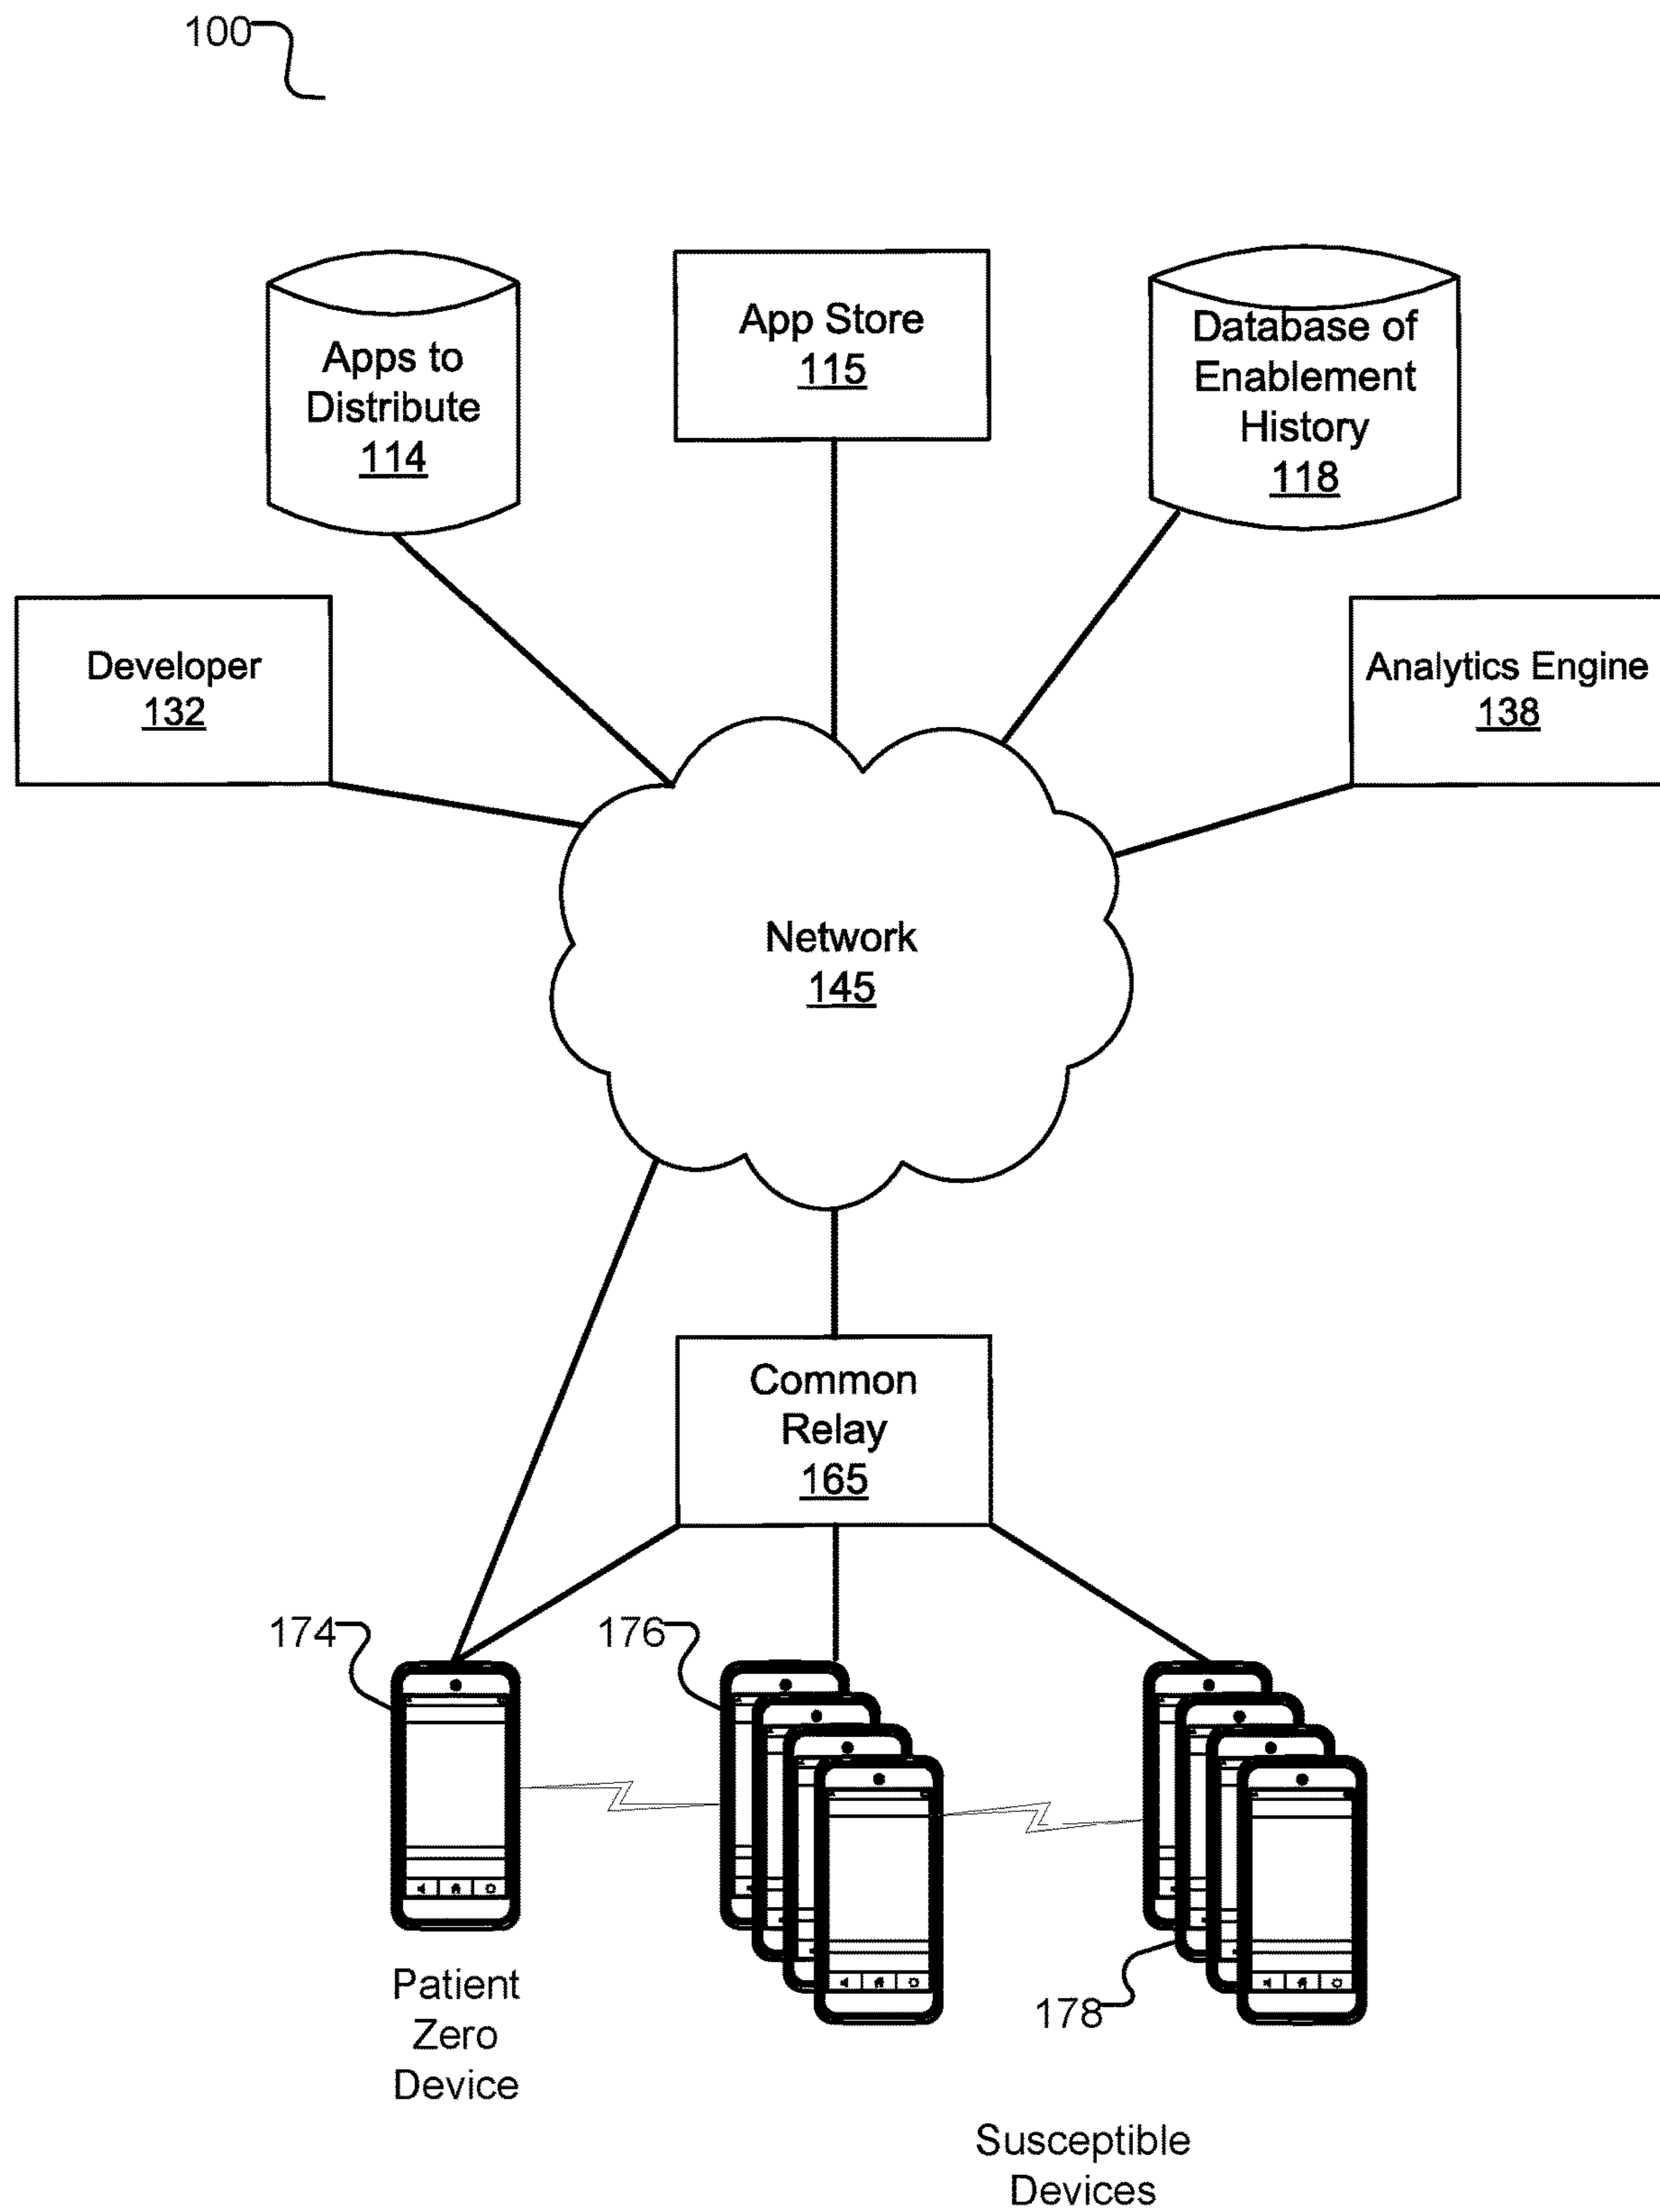 100
Apps to
Distribute
114
App Store
115
Database of
Enablement
History
118
Developer
132
Analytics Engine
138
Network
145
Common
Relay
165
174
176
178
Patient
Zero
Device
Susceptible
Devices